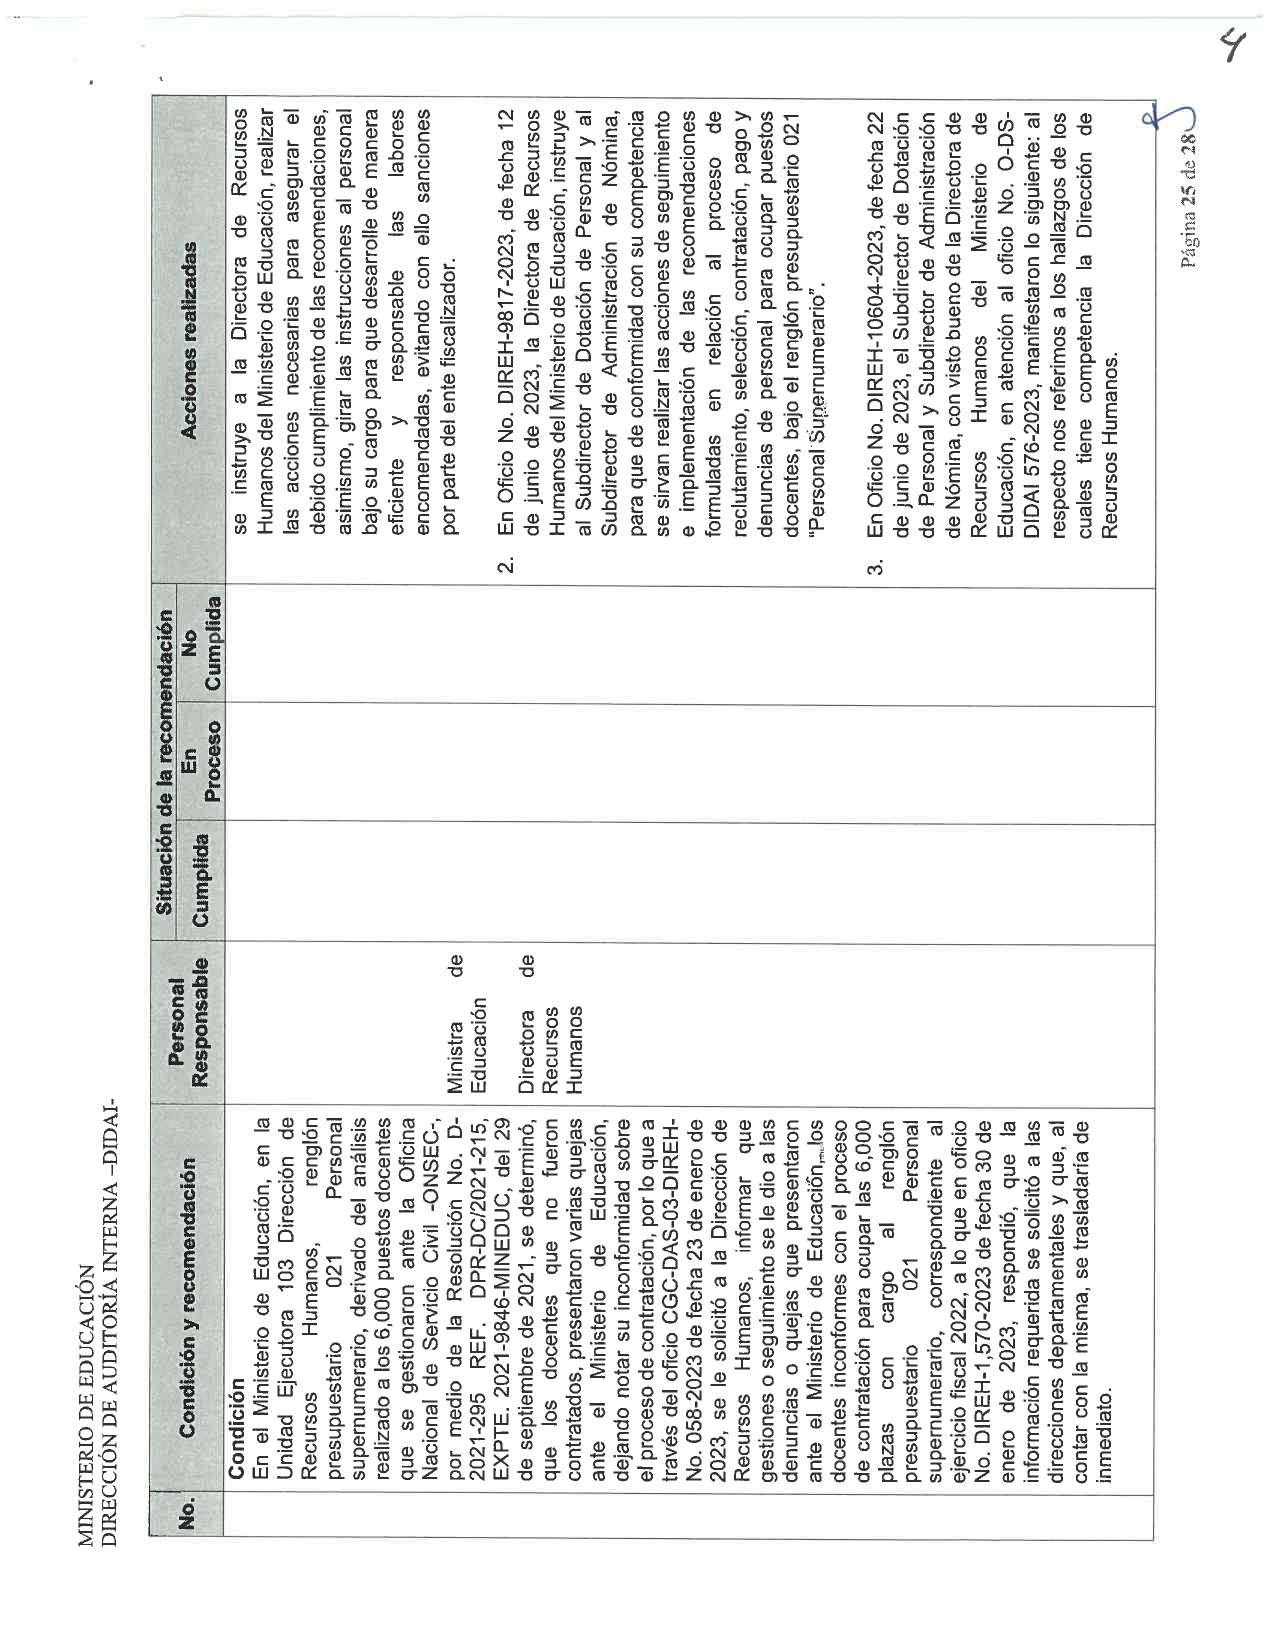 4
MINISTERIO DE EDUCACIÓN
DIRECCIÓN DE AUDITORÍA INTERNA –DIDAI-
No.
Condición y recomendación
Personal
Responsable
Situación de la recomendación
Cumplida
En
Proceso
No
Cumplida
Acciones realizadas
Condición
En el Ministerio de Educación, en la
Unidad Ejecutora 103 Dirección de
Recursos Humanos, renglón
presupuestario 021 Personal
supernumerario, derivado del análisis
realizado a los 6,000 puestos docentes
que se gestionaron ante la Oficina
Nacional de Servicio Civil -ONSEC-,
por medio de la Resolución No. D-
2021-295 REF. DPR-DC/2021-215,
EXPTE. 2021-9846-MINEDUC, del 29
de septiembre de 2021, se determinó,
que los docentes que no fueron
contratados, presentaron varias quejas
ante el Ministerio de Educación,
dejando notar su inconformidad sobre
el proceso de contratación, por lo que a
través del oficio CGC-DAS-03-DIREH-
No. 058-2023 de fecha 23 de enero de
2023, se le solicitó a la Dirección de
Recursos Humanos, informar que
gestiones o seguimiento se le dio a las
denuncias o quejas que presentaron
ante el Ministerio de Educación, los
docentes inconformes con el proceso
de contratación para ocupar las 6,000
plazas con cargo al renglón
presupuestario 021 Personal
supernumerario, correspondiente al
ejercicio fiscal 2022, a lo que en oficio
No. DIREH-1,570-2023 de fecha 30 de
enero de 2023, respondió, que la
información requerida se solicitó a las
direcciones departamentales y que, al
contar con la misma, se trasladaría de
inmediato.
Ministra de
Educación
Directora de
Recursos
Humanos
se instruye a la Directora de Recursos
Humanos del Ministerio de Educación, realizar
las acciones necesarias para asegurar el
debido cumplimiento de las recomendaciones,
asimismo, girar las instrucciones al personal
bajo su cargo para que desarrolle de manera
eficiente y responsable las labores
encomendadas, evitando con ello sanciones
por parte del ente fiscalizador.
2. En Oficio No. DIREH-9817-2023, de fecha 12
de junio de 2023, la Directora de Recursos
Humanos del Ministerio de Educación, instruye
al Subdirector de Dotación de Personal y al
Subdirector de Administración de Nómina,
para que de conformidad con su competencia
se sirvan realizar las acciones de seguimiento
e implementación de las recomendaciones
formuladas en relación al proceso de
reclutamiento, selección, contratación, pago y
denuncias de personal para ocupar puestos
docentes, bajo el renglón presupuestario 021
“Personal Supernumerario”.
3. En Oficio No. DIREH-10604-2023, de fecha 22
de junio de 2023, el Subdirector de Dotación
de Personal y Subdirector de Administración
de Nómina, con visto bueno de la Directora de
Recursos Humanos del Ministerio de
Educación, en atención al oficio No. O-DS-
DIDAI 576-2023, manifestaron lo siguiente: al
respecto nos referimos a los hallazgos de los
cuales tiene competencia la Dirección de
Recursos Humanos.
Página 25 de 28